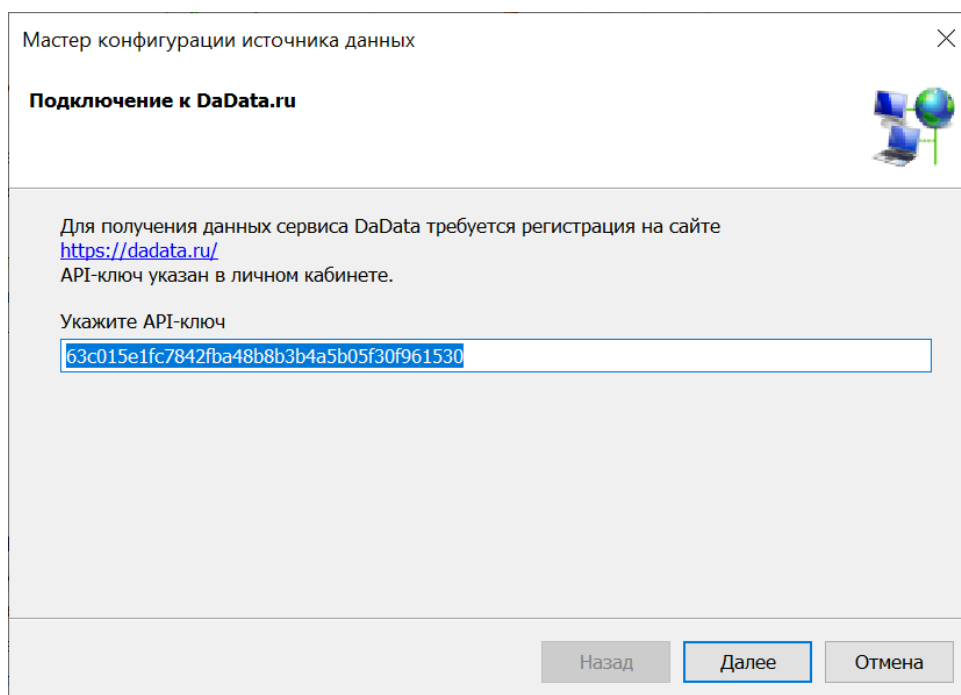 Мастер конфигурации источника данных
Подключение к DaData.ru
Для получения данных сервиса DaData требуется регистрация на сайте
https://dadata.ru/
API-ключ указан в личном кабинете.
Укажите API-ключ
63c015e1fc7842fba48b8b3b4a5b05f30f961530
Назад
Далее
Отмена